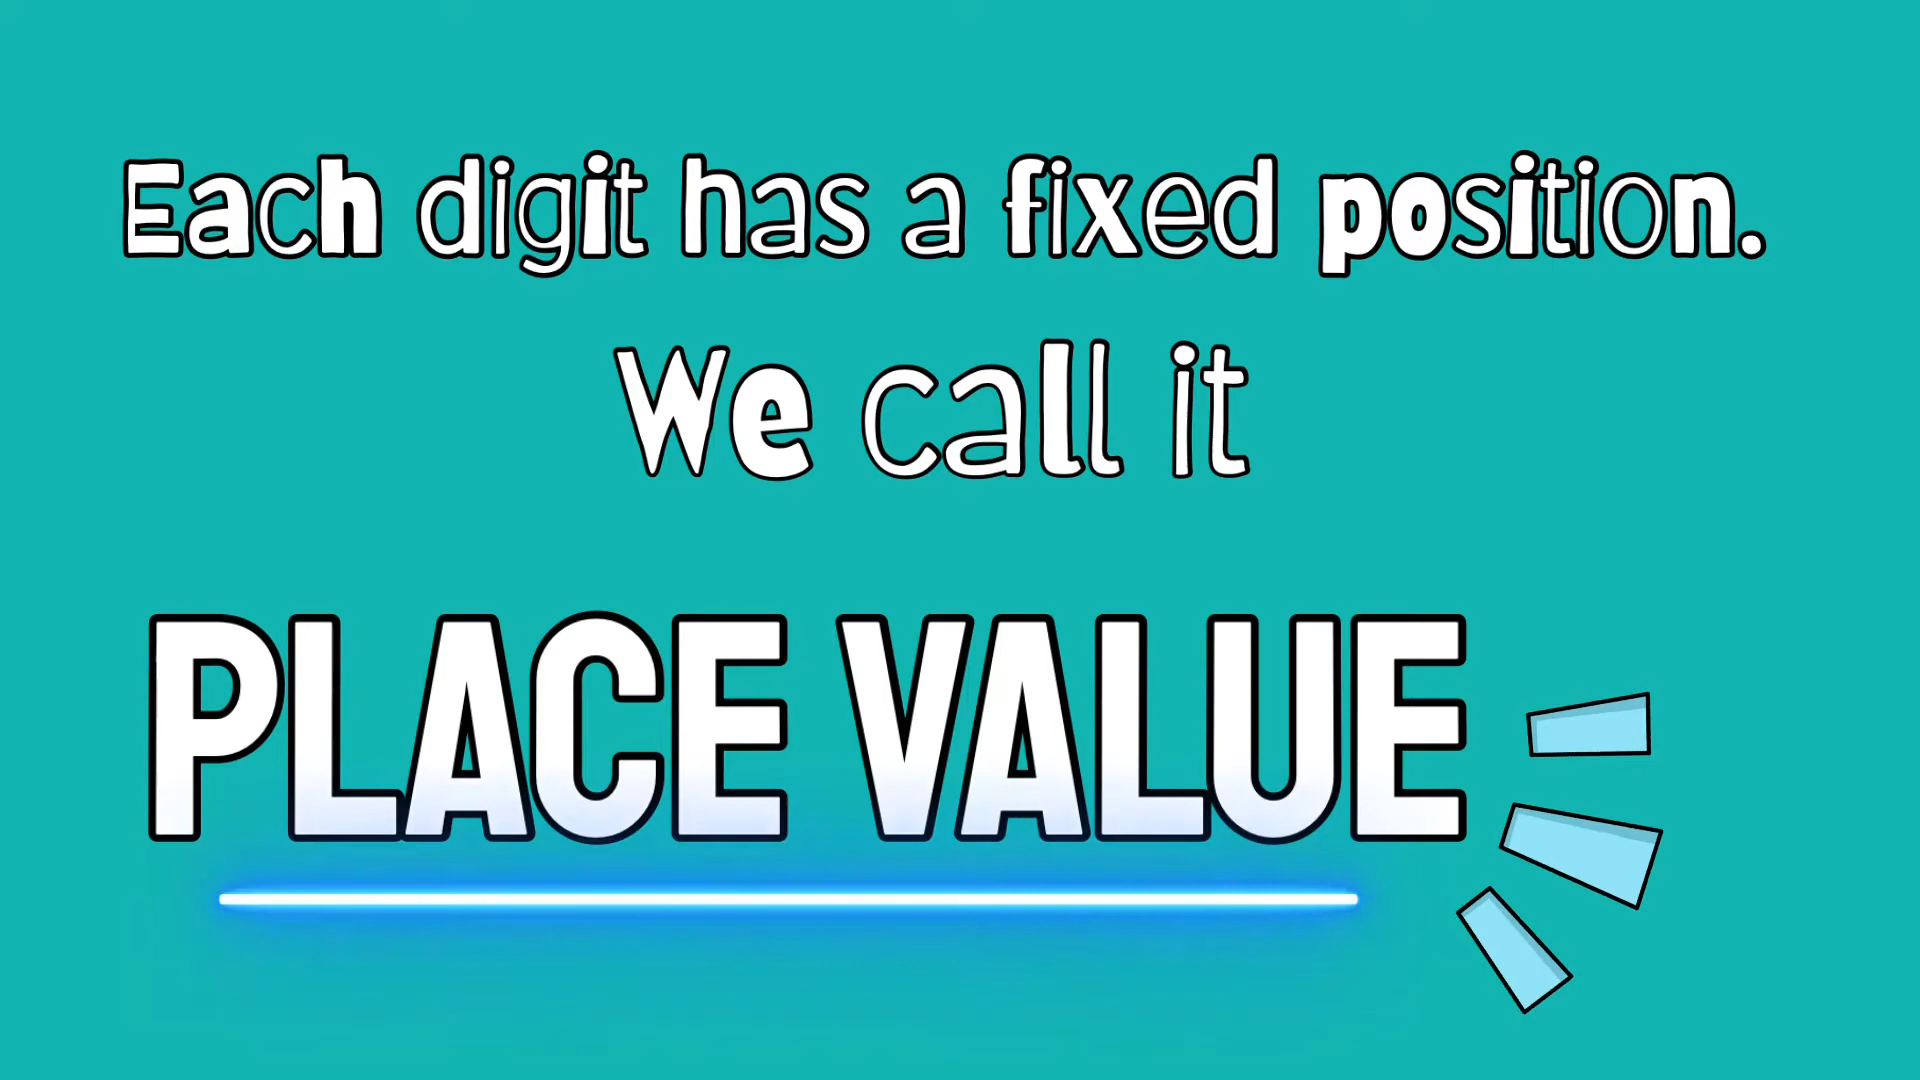 Each digit has a fixed position.
We call it
PLACE VALUE